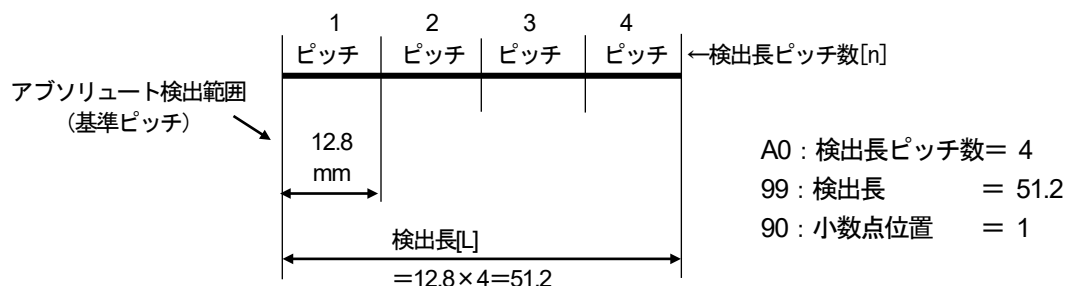 1 2 3 4
ピッチ ピッチ ピッチ ピッチ ←検出長ピッチ数[n]
アブソリュート検出範囲
（基準ピッチ）
12.8
mm
検出長[L]
＝12.8×4＝51.2
A0：検出長ピッチ数＝ 4
99：検出長 ＝ 51.2
90：小数点位置 ＝ 1